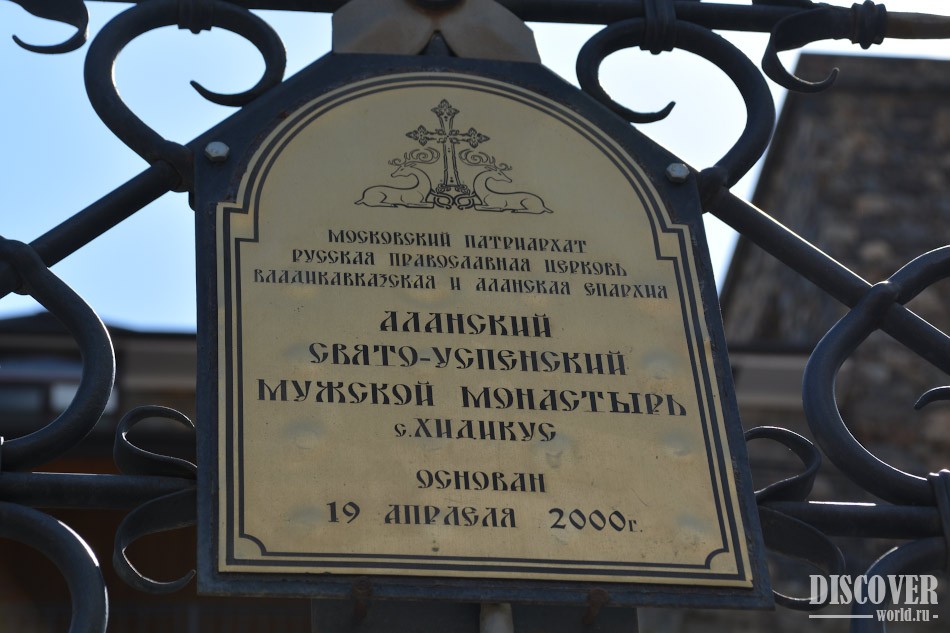 МОСКОВСКИЙ ПАТРИАРХАТ
РУССКАЯ ПРАВОСЛАВНАЯ ЦЕРКОВЬ
ВЛАДИКАВКАЗСКАЯ И АЛАНСКАЯ ЕПАРХИЯ
АЛАНСКИЙ
СВЯТО-УСПЕНСКИЙ
МУЖСКОЙ МОНАСТЫРЬ
с.ХИДИКУС
ОСНОВАН
19 АПРЕЛЯ 2000г.
DISCOVER
world.ru